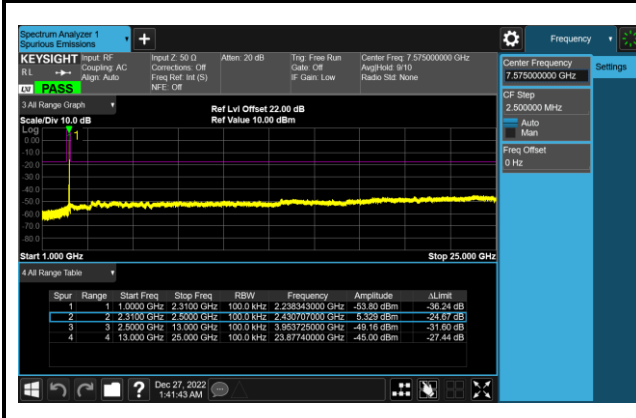 Spectrum Analyzer 1
Spurious Emissions
Frequency
KEYSIGHT
Input: RF
Coupling: AC
Align: Auto
Input Z: 50 Ω
Corrections: Off
Freq Ref: Int (S)
NFE: Off
Atten: 20 dB
Trig: Free Run
Gate: Off
IF Gain: Low
Center Freq: 7.575000000 GHz
Avg|Hold: 9/10
Radio Std: None
R L
LXI
PASS
Center Frequency
7.575000000 GHz
Settings
CF Step
2.500000 MHz
Auto
Man
Freq Offset
0 Hz
3 All Range Graph
Scale/Div 10.0 dB
Ref Lvl Offset 22.00 dB
Ref Value 10.00 dBm
Log
1
0.00
-10.0
-20.0
-30.0
-40.0
-50.0
-60.0
-70.0
-80.0
Start 1.000 GHz
Stop 25.000 GHz
4 All Range Table
Spur Range Start Freq Stop Freq RBW Frequency Amplitude ΔLimit
1 1 1.0000 GHz 2.3100 GHz 100.0 kHz 2.238343000 GHz -53.80 dBm -36.24 dB
2 2 2.3100 GHz 2.5000 GHz 100.0 kHz 2.430707000 GHz 5.329 dBm -24.67 dB
3 3 2.5000 GHz 13.000 GHz 100.0 kHz 3.953725000 GHz -49.16 dBm -31.60 dB
4 4 13.000 GHz 25.000 GHz 100.0 kHz 23.87740000 GHz -45.00 dBm -27.44 dB
?
Dec 27, 2022
1:41:43 AM